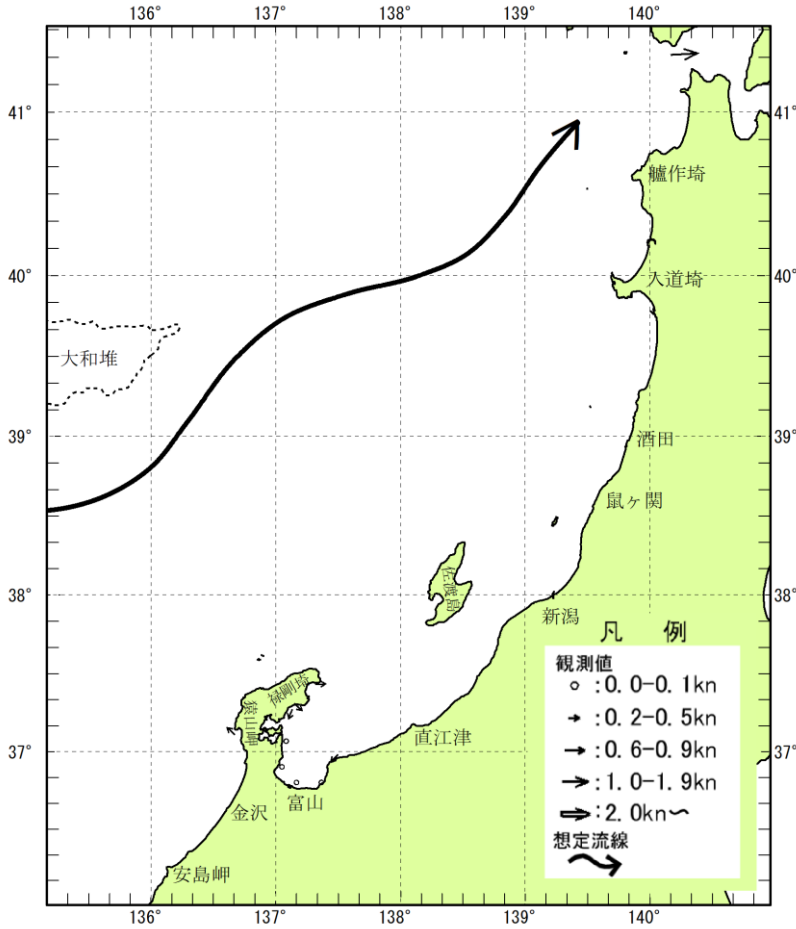 136° 137° 138° 139° 140°
41°
41°
艫作埼
40°
40°
入道埼
大和堆
39°
39°
酒田
鼠ヶ関
佐渡島
38°
38°
新潟
凡 例
観測値
:0.0-0.1kn
:0.2-0.5kn
:0.6-0.9kn
:1.0-1.9kn
:2.0kn~
想定流線
禄剛埼
猿山岬
37°
37°
直江津
富山
金沢
安島岬
136° 137° 138° 139° 140°